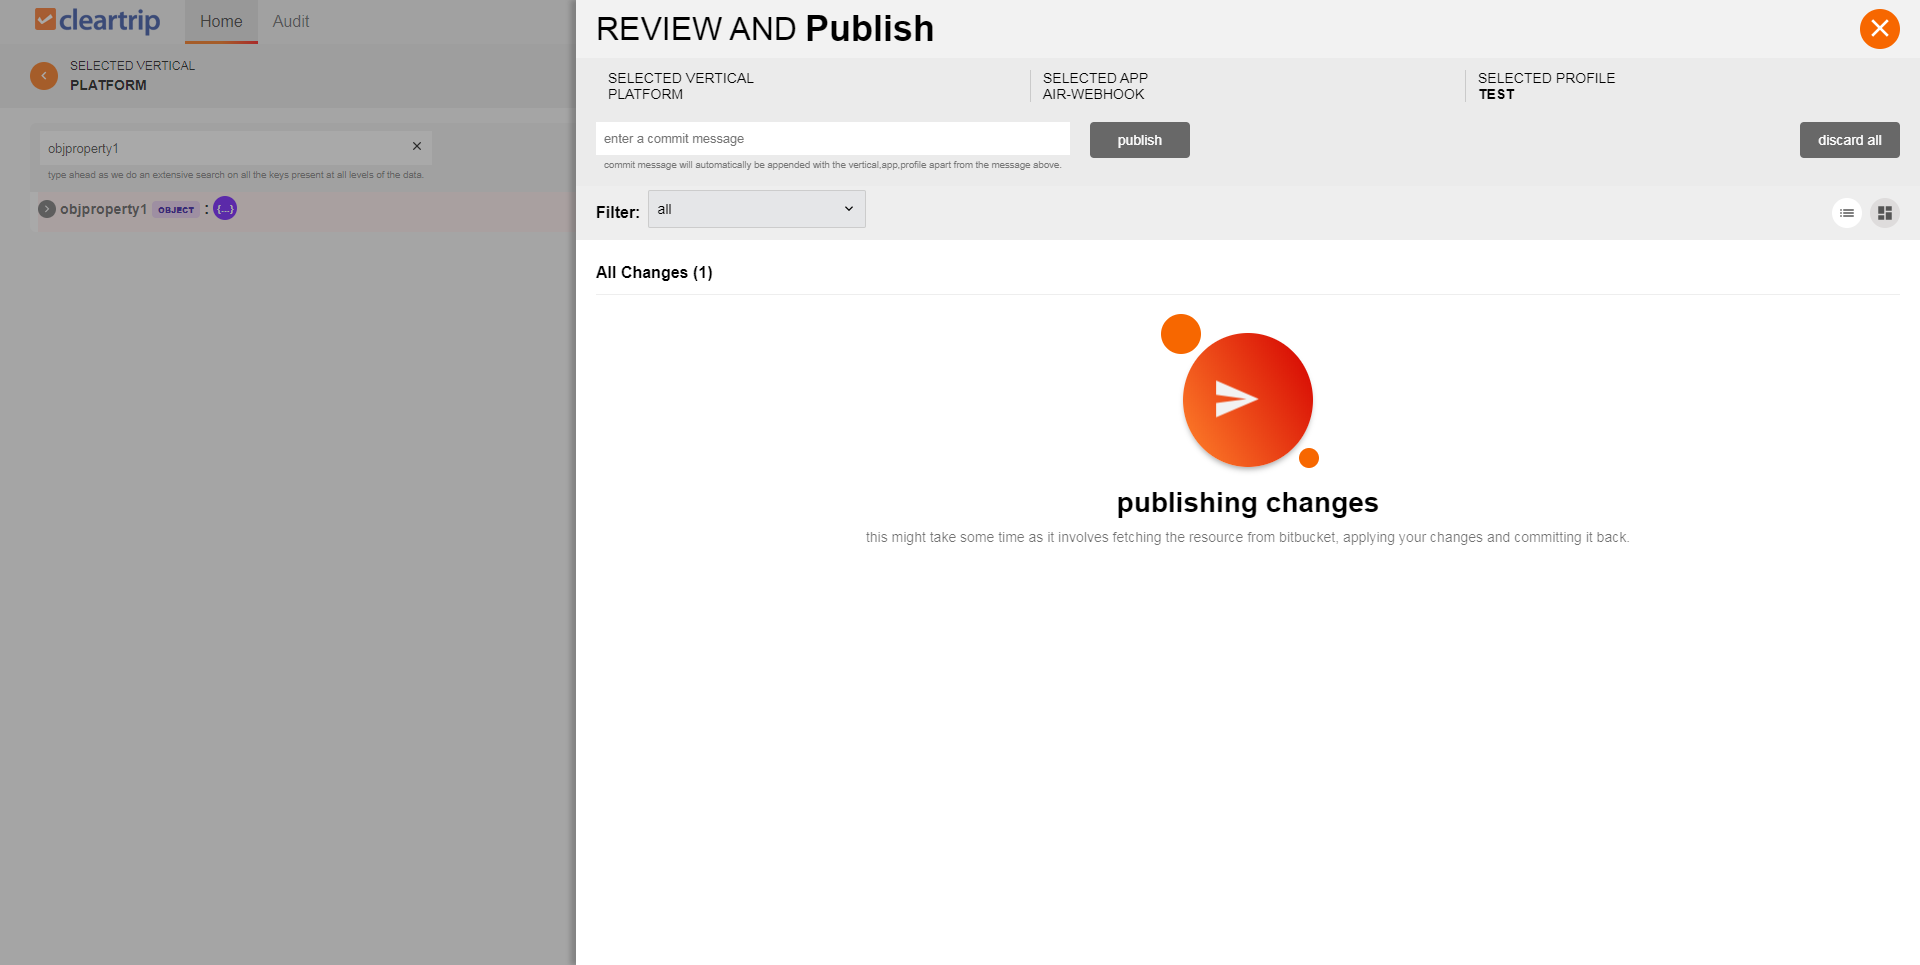 cleartrip
Home
Audit
SELECTED VERTICAL
PLATFORM
objproperty1
type ahead as we do an extensive search on all the keys present at all levels of the data.
objproperty1 OBJECT : {...}
REVIEW AND Publish
SELECTED VERTICAL
PLATFORM
SELECTED APP
AIR-WEBHOOK
SELECTED PROFILE
TEST
enter a commit message
publish
discard all
commit message will automatically be appended with the vertical,app,profile apart from the message above.
Filter: all
All Changes (1)
publishing changes
this might take some time as it involves fetching the resource from bitbucket, applying your changes and committing it back.